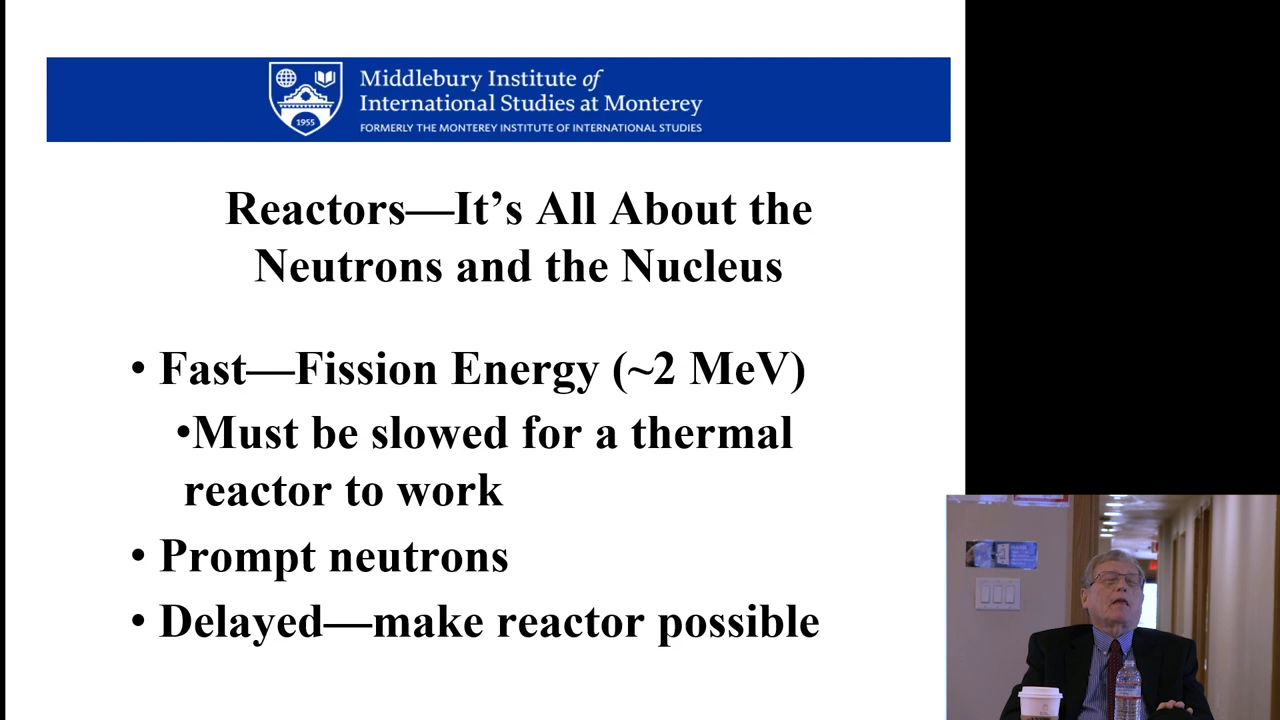 1955
Middlebury Institute of
International Studies at Monterey
FORMERLY THE MONTEREY INSTITUTE OF INTERNATIONAL STUDIES
Reactors—It’s All About the
Neutrons and the Nucleus
• Fast—Fission Energy (~2 MeV)
•Must be slowed for a thermal
reactor to work
• Prompt neutrons
• Delayed—make reactor possible